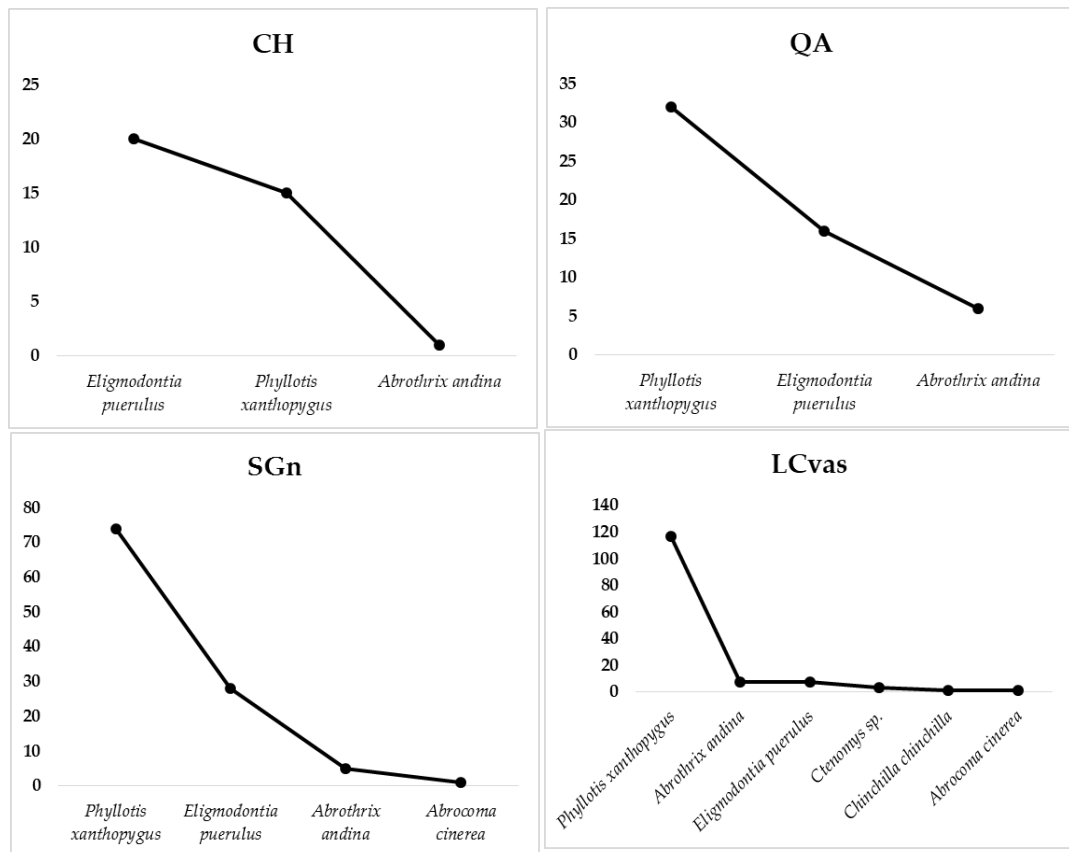 CH
25
20
15
10
5
0
Eligmodontia
puerulus
Phyllotis
xanthopygus
Abrothrix andina
QA
35
30
25
20
15
10
5
0
Phyllotis
xanthopygus
Eligmodontia
puerulus
Abrothrix andina
SGn
80
70
60
50
40
30
20
10
0
Phyllotis
xanthopygus
Eligmodontia
puerulus
Abrothrix
andina
Abrocoma
cinerea
LCvas
140
120
100
80
60
40
20
0
Phyllotis xanthopygus
Abrothrix andina
Eligmodontia puerulus
Ctenomys sp.
Chinchilla chinchilla
Abrocoma cinerea